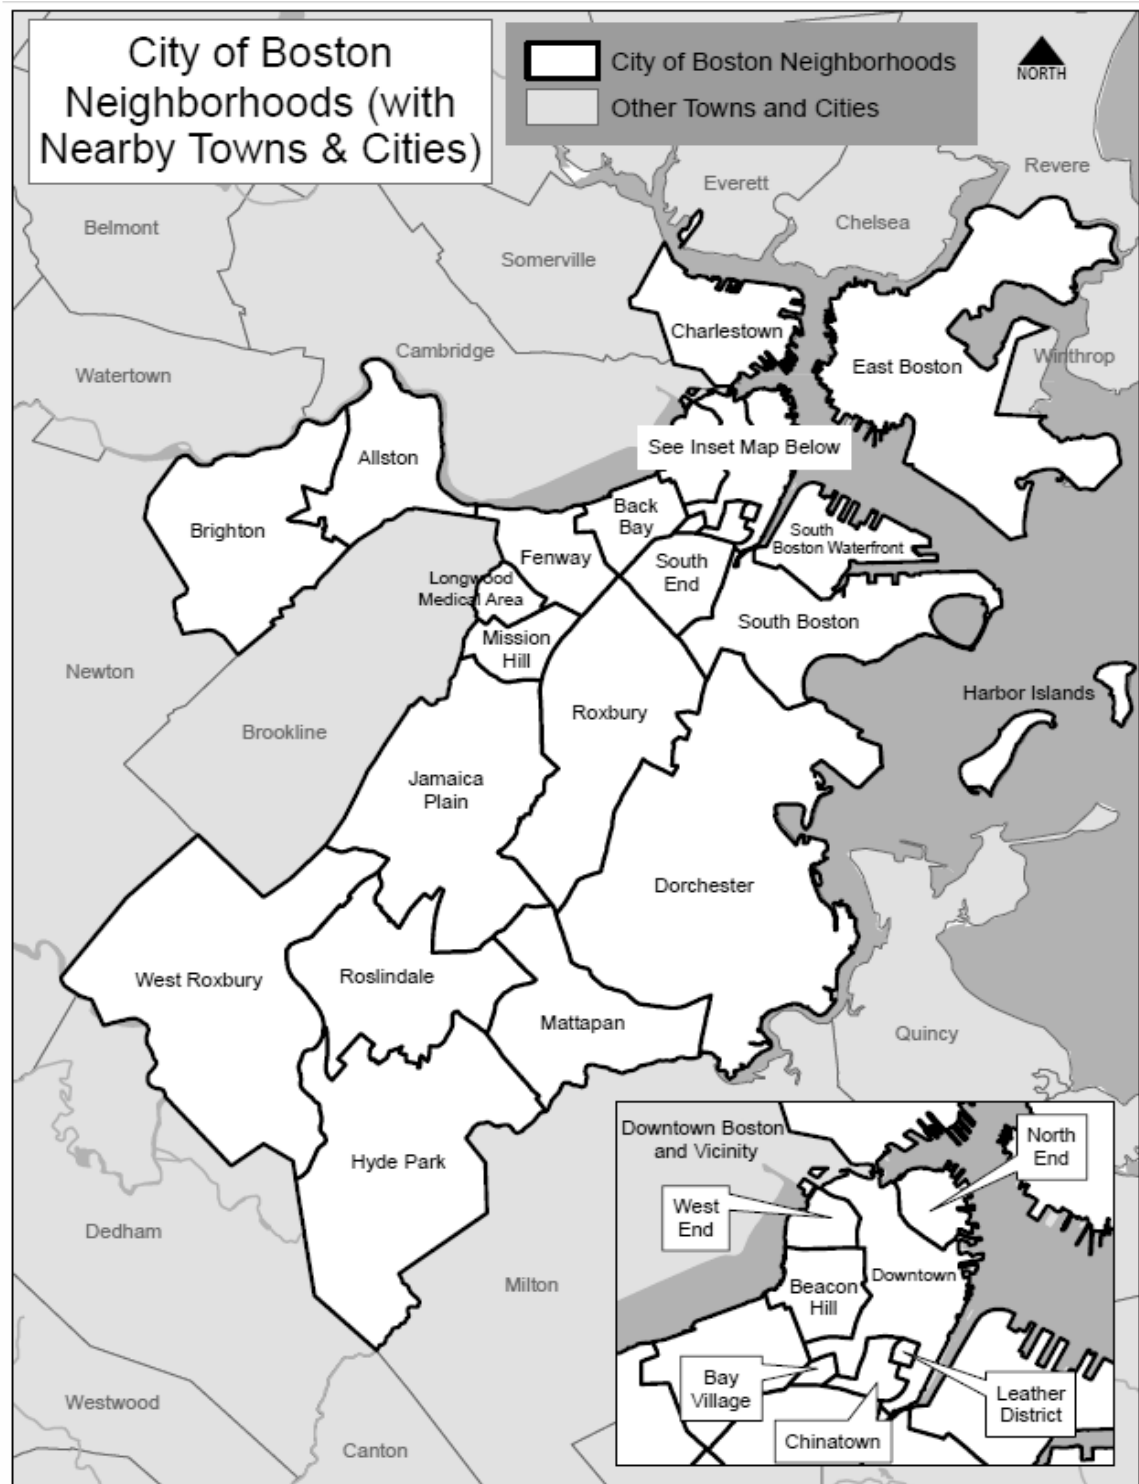 City of Boston
Neighborhoods (with
Nearby Towns & Cities)
City of Boston Neighborhoods
Other Towns and Cities
NORTH
Revere
Everett
Chelsea
Belmont
Somerville
Charlestown
Cambridge
Winthrop
East Boston
Watertown
See Inset Map Below
Allston
Back
Bay
Brighton
South
Boston Waterfront
Fenway
South
End
Longwood
Medical Area
South Boston
Mission
Hill
Newton
Harbor Islands
Roxbury
Brookline
Jamaica
Plain
Dorchester
West Roxbury
Roslindale
Mattapan
Quincy
Hyde Park
Dedham
Milton
Westwood
Canton
Downtown Boston
and Vicinity
North
End
West
End
Downtown
Beacon
Hill
Bay
Village
Leather
District
Chinatown